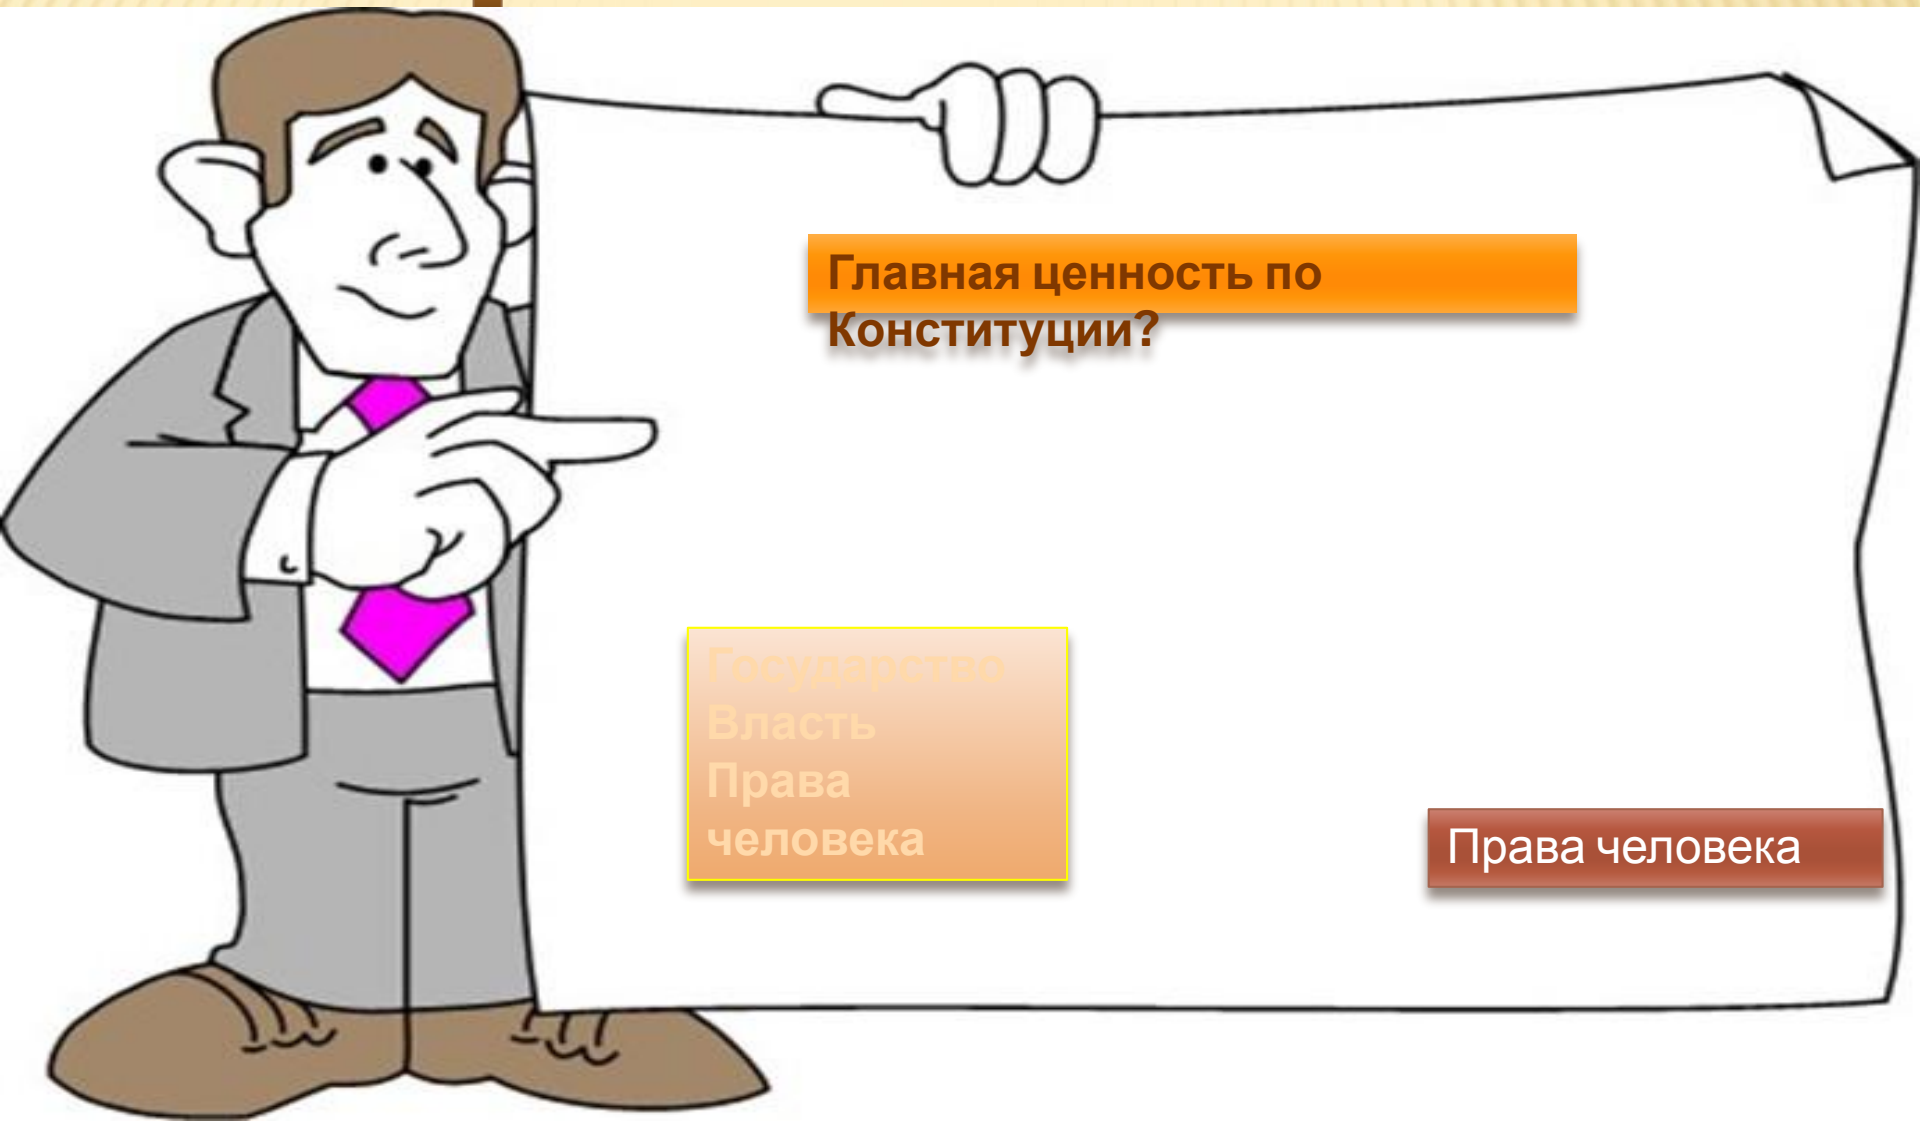 Главная ценность по
Конституции?
Государство
Власть
Права
человека
Права человека